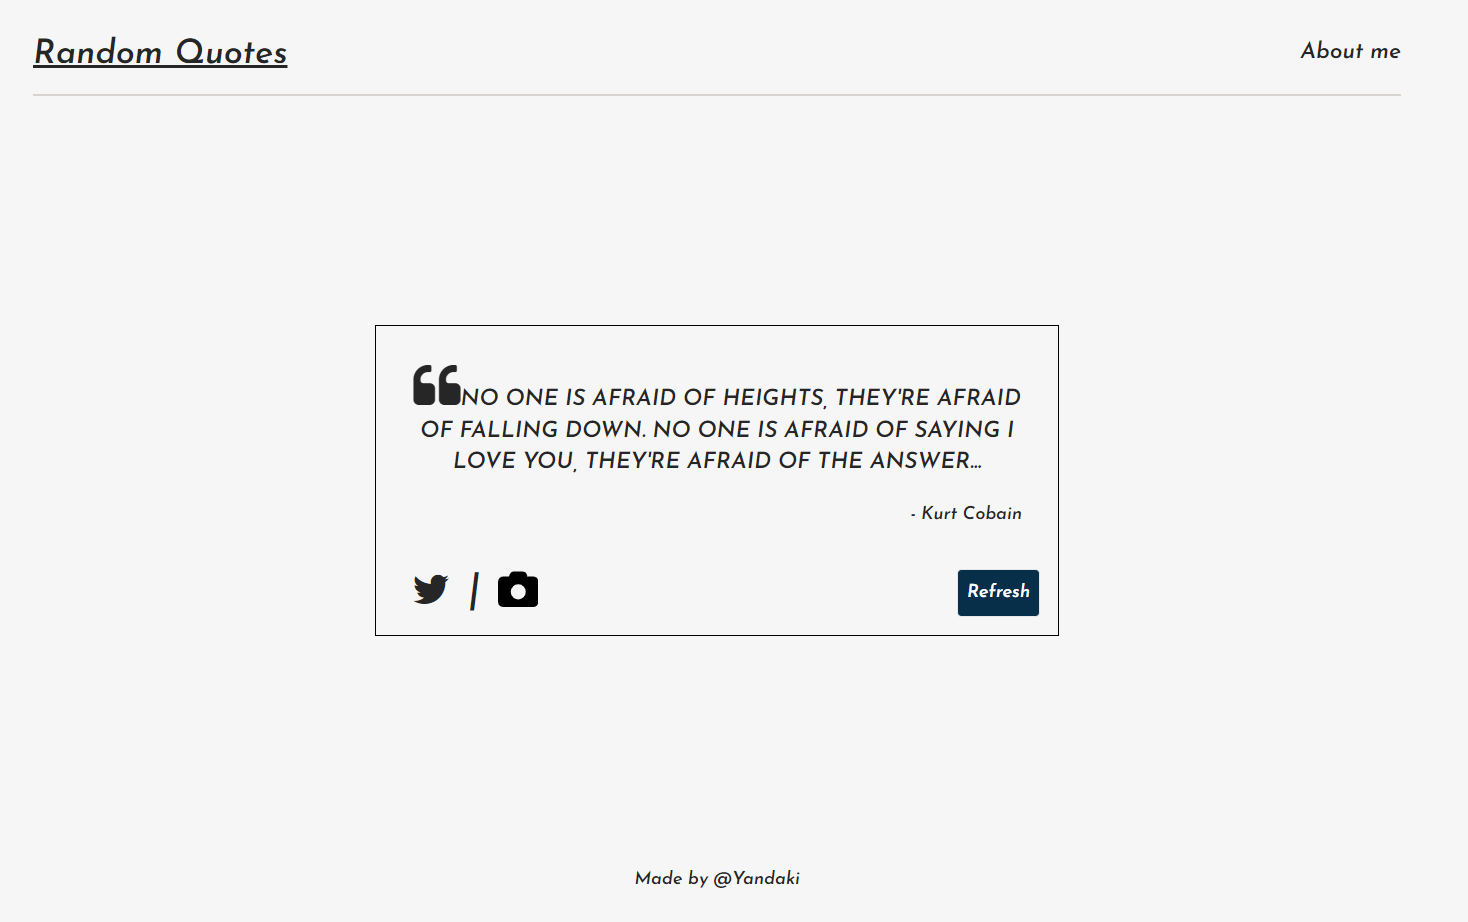 Random Quotes
About me
NO ONE IS AFRAID OF HEIGHTS, THEY'RE AFRAID
OF FALLING DOWN. NO ONE IS AFRAID OF SAYING I
LOVE YOU, THEY'RE AFRAID OF THE ANSWER...
- Kurt Cobain
/
Refresh
Made by @Yandaki